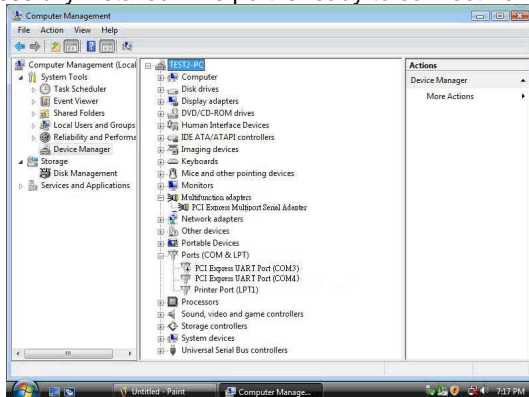 Computer Management
File Action View Help
Computer Management (Local
System Tools
Task Scheduler
Event Viewer
Shared Folders
Local Users and Groups
Reliability and Performa
Device Manager
Storage
Disk Management
Services and Applications
TEST2-PC
Computer
Disk drives
Display adapters
DVD/CD-ROM drives
Human Interface Devices
IDE ATA/ATAPI controllers
Imaging devices
Keyboards
Mice and other pointing devices
Monitors
Multifunction adapters
PCI Express Multiport Serial Adapter
Network adapters
Other devices
Portable Devices
Ports (COM & LPT)
PCI Express UART Port (COM3)
PCI Express UART Port (COM4)
Printer Port (LPT1)
Processors
Sound, video and game controllers
Storage controllers
System devices
Universal Serial Bus controllers
Actions
Device Manager
More Actions
Untitled - Paint
Computer Manage...
7:17 PM